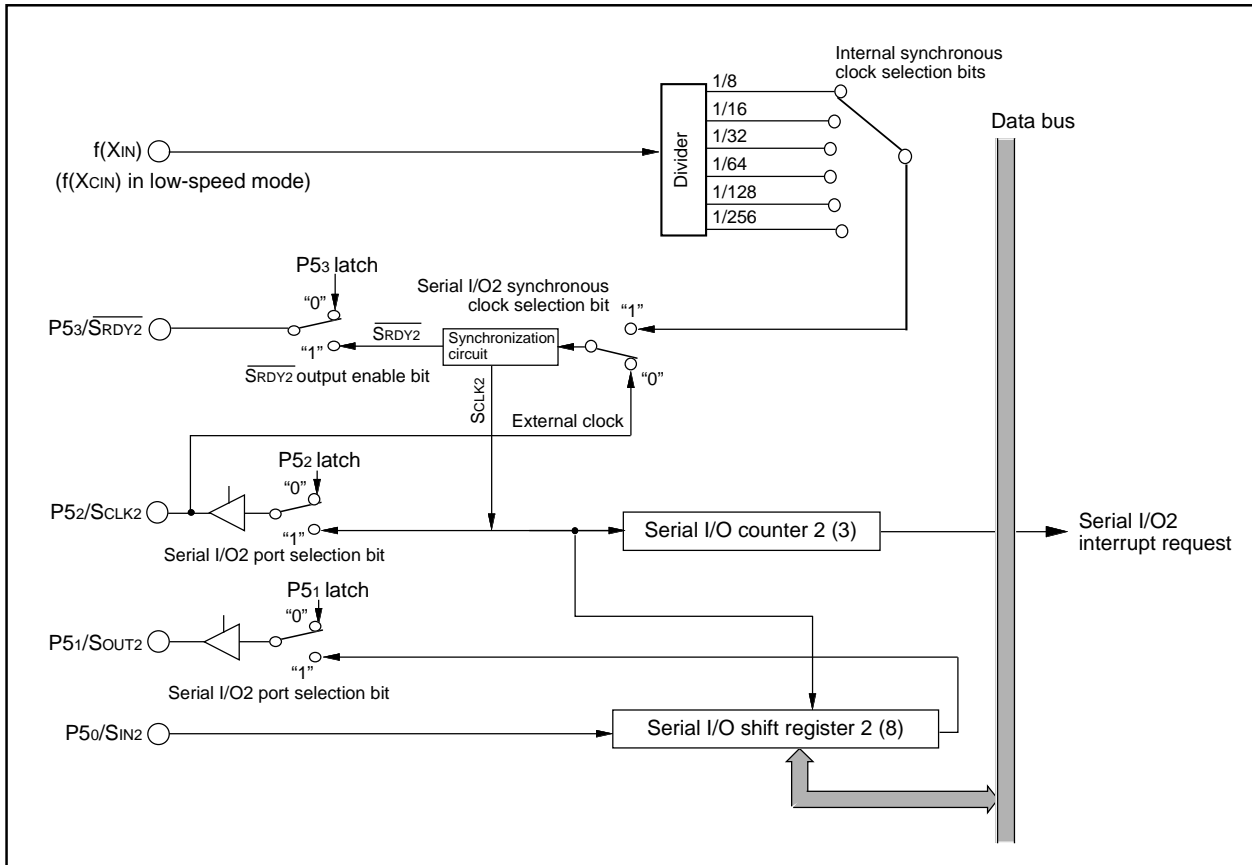 Internal synchronous
clock selection bits
1/8
1/16
1/32
1/64
1/128
1/256
Divider
Data bus
f(XIN)
(f(XCIN) in low-speed mode)
P53 latch
“0”
P53/SRDY2
“1”
SRDY2
SRDY2 output enable bit
Serial I/O2 synchronous
clock selection bit
“1”
Synchronization
circuit
“0”
SCLK2
External clock
P52 latch
“0”
P52/SCLK2
“1”
Serial I/O2 port selection bit
Serial I/O counter 2 (3)
Serial I/O2
interrupt request
P51 latch
“0”
P51/SOUT2
“1”
Serial I/O2 port selection bit
P50/SIN2
Serial I/O shift register 2 (8)